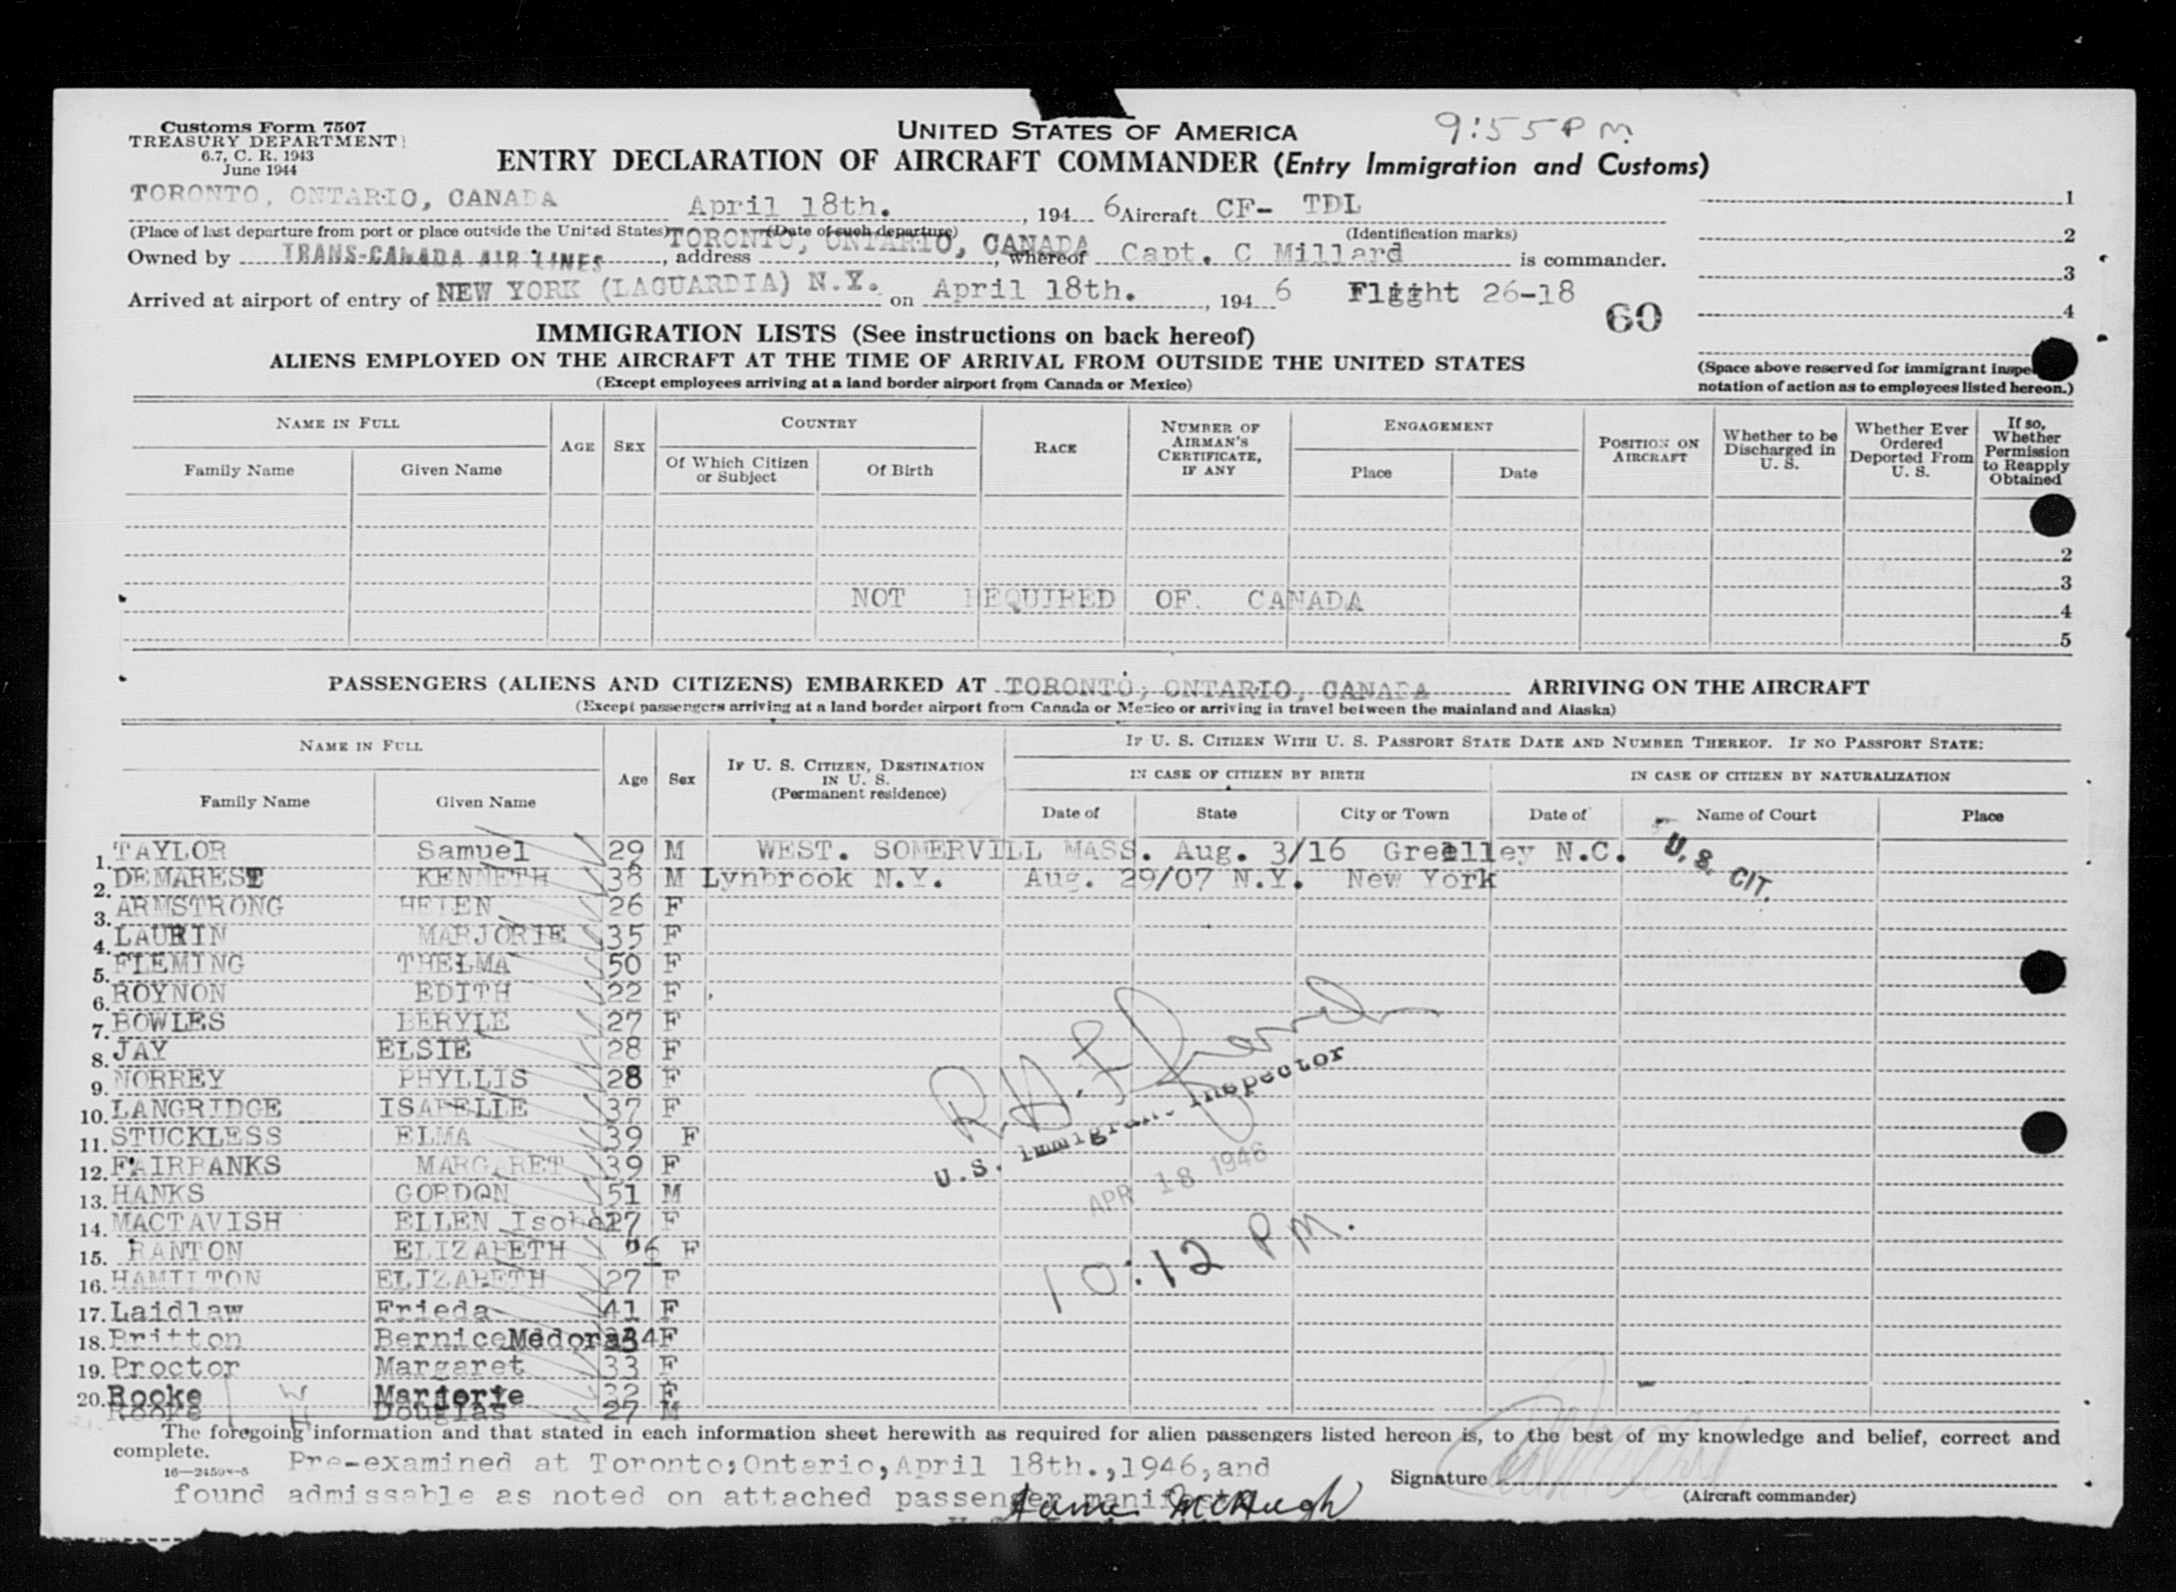 Customs Form 7507
TREASURY DEPARTMENT
6.7, C. R. 1943
June 1944
UNITED STATES OF AMERICA
9:55 PM
ENTRY DECLARATION OF AIRCRAFT COMMANDER (Entry Immigration and Customs)
TORONTO, ONTARIO, CANADA April 18th. , 194 6 Aircraft CF- TDL
(Place of last departure from port or place outside the United States) (Date of such departure) (Identification marks)
Owned by TRANS-CANADA AIR LINES , address TORONTO, ONTARIO, CANADA , whereof Capt. C Millard is commander.
Arrived at airport of entry of NEW YORK (LAGUARDIA) N.Y. on April 18th. , 194 6 Flight 26-18
60
1
2
3
4
(Space above reserved for immigrant
notation of action as to employees listed hereon.)
IMMIGRATION LISTS (See instructions on back hereof)
ALIENS EMPLOYED ON THE AIRCRAFT AT THE TIME OF ARRIVAL FROM OUTSIDE THE UNITED STATES
(Except employees arriving at a land border airport from Canada or Mexico)
NAME IN FULL
Family Name Given Name
AGE SEX
COUNTRY
Of Which Citizen or Subject Of Birth
RACE
NUMBER OF AIRMAN'S CERTIFICATE, IF ANY
ENGAGEMENT
Place Date
POSITION ON AIRCRAFT
Whether to be Discharged in U. S.
Whether Ever Ordered Deported From U. S.
If so, Whether Permission to Reapply Obtained
2
3
NOT REQUIRED OF CANADA
4
5
PASSENGERS (ALIENS AND CITIZENS) EMBARKED AT TORONTO, ONTARIO, CANADA ARRIVING ON THE AIRCRAFT
(Except passengers arriving at a land border airport from Canada or Mexico or arriving in travel between the mainland and Alaska)
NAME IN FULL
Family Name Given Name
Age Sex
IF U. S. CITIZEN, DESTINATION IN U. S. (Permanent residence)
IF U. S. CITIZEN WITH U. S. PASSPORT STATE DATE AND NUMBER THEREOF. IF NO PASSPORT STATE:
IN CASE OF CITIZEN BY BIRTH IN CASE OF CITIZEN BY NATURALIZATION
Date of State City or Town Date of Name of Court Place
1. TAYLOR Samuel 29 M WEST. SOMERVILL MASS. Aug. 3/16 Greelley N.C. U.S. CIT.
2. DEMAREST KENNETH 38 M Lynbrook N.Y. Aug. 29/07 N.Y. New York
3. ARMSTRONG HELEN 26 F
4. LAURIN MARJORIE 35 F
5. FLEMING THELMA 50 F
6. ROYNON EDITH 22 F
7. BOWLES BERYLE 27 F
8. JAY ELSIE 28 F
9. NORREY PHYLLIS 28 F
10. LANGRIDGE ISABELLE 37 F
11. STUCKLESS ELMA 39 F
12. FAIRBANKS MARGARET 39 F
13. HANKS GORDON 51 M
14. MACTAVISH ELLEN Isobel 27 F
15. RANTON ELIZABETH F
16. HAMILTON ELIZABETH 27 F
17. Laidlaw Frieda 41 F
18. Britton Bernice Medora 34 F
19. Proctor Margaret 33 F
20. Rooke W Marjorie 32 F
Rooke H Douglas 27 M
R.H.F.
U.S. Immigrant Inspector
APR 18 1946
10:12 PM.
The foregoing information and that stated in each information sheet herewith as required for alien passengers listed hereon is, to the best of my knowledge and belief, correct and
complete.
Pre-examined at Toronto, Ontario, April 18th., 1946, and
found admissable as noted on attached passenger manifest
McHugh
Signature
(Aircraft commander)